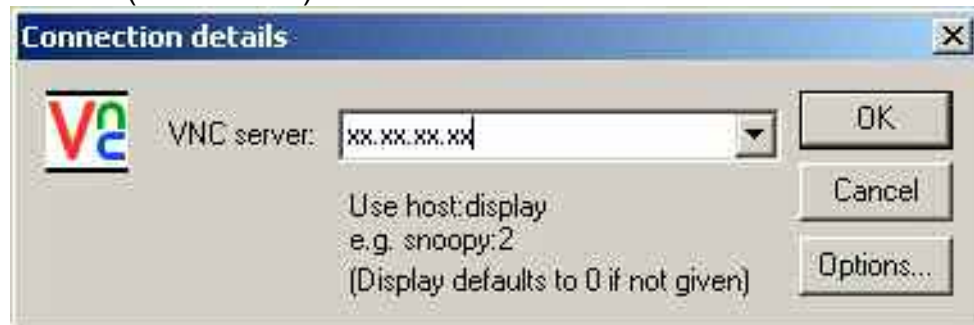 Connection details
VNC
VNC server:
xx.xx.xx.xx
OK
Use host:display
e.g. snoopy:2
(Display defaults to 0 if not given)
Cancel
Options...